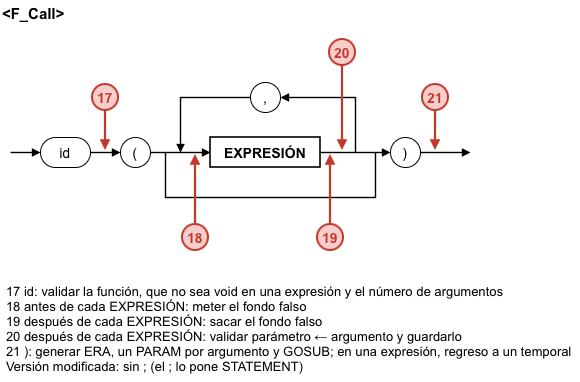 <F_Call>
20
17
,
21
id
(
EXPRESIÓN
)
18
19
17 id: validar la función, que no sea void en una expresión y el número de argumentos
18 antes de cada EXPRESIÓN: meter el fondo falso
19 después de cada EXPRESIÓN: sacar el fondo falso
20 después de cada EXPRESIÓN: validar parámetro ← argumento y guardarlo
21 ): generar ERA, un PARAM por argumento y GOSUB; en una expresión, regreso a un temporal
Versión modificada: sin ; (el ; lo pone STATEMENT)